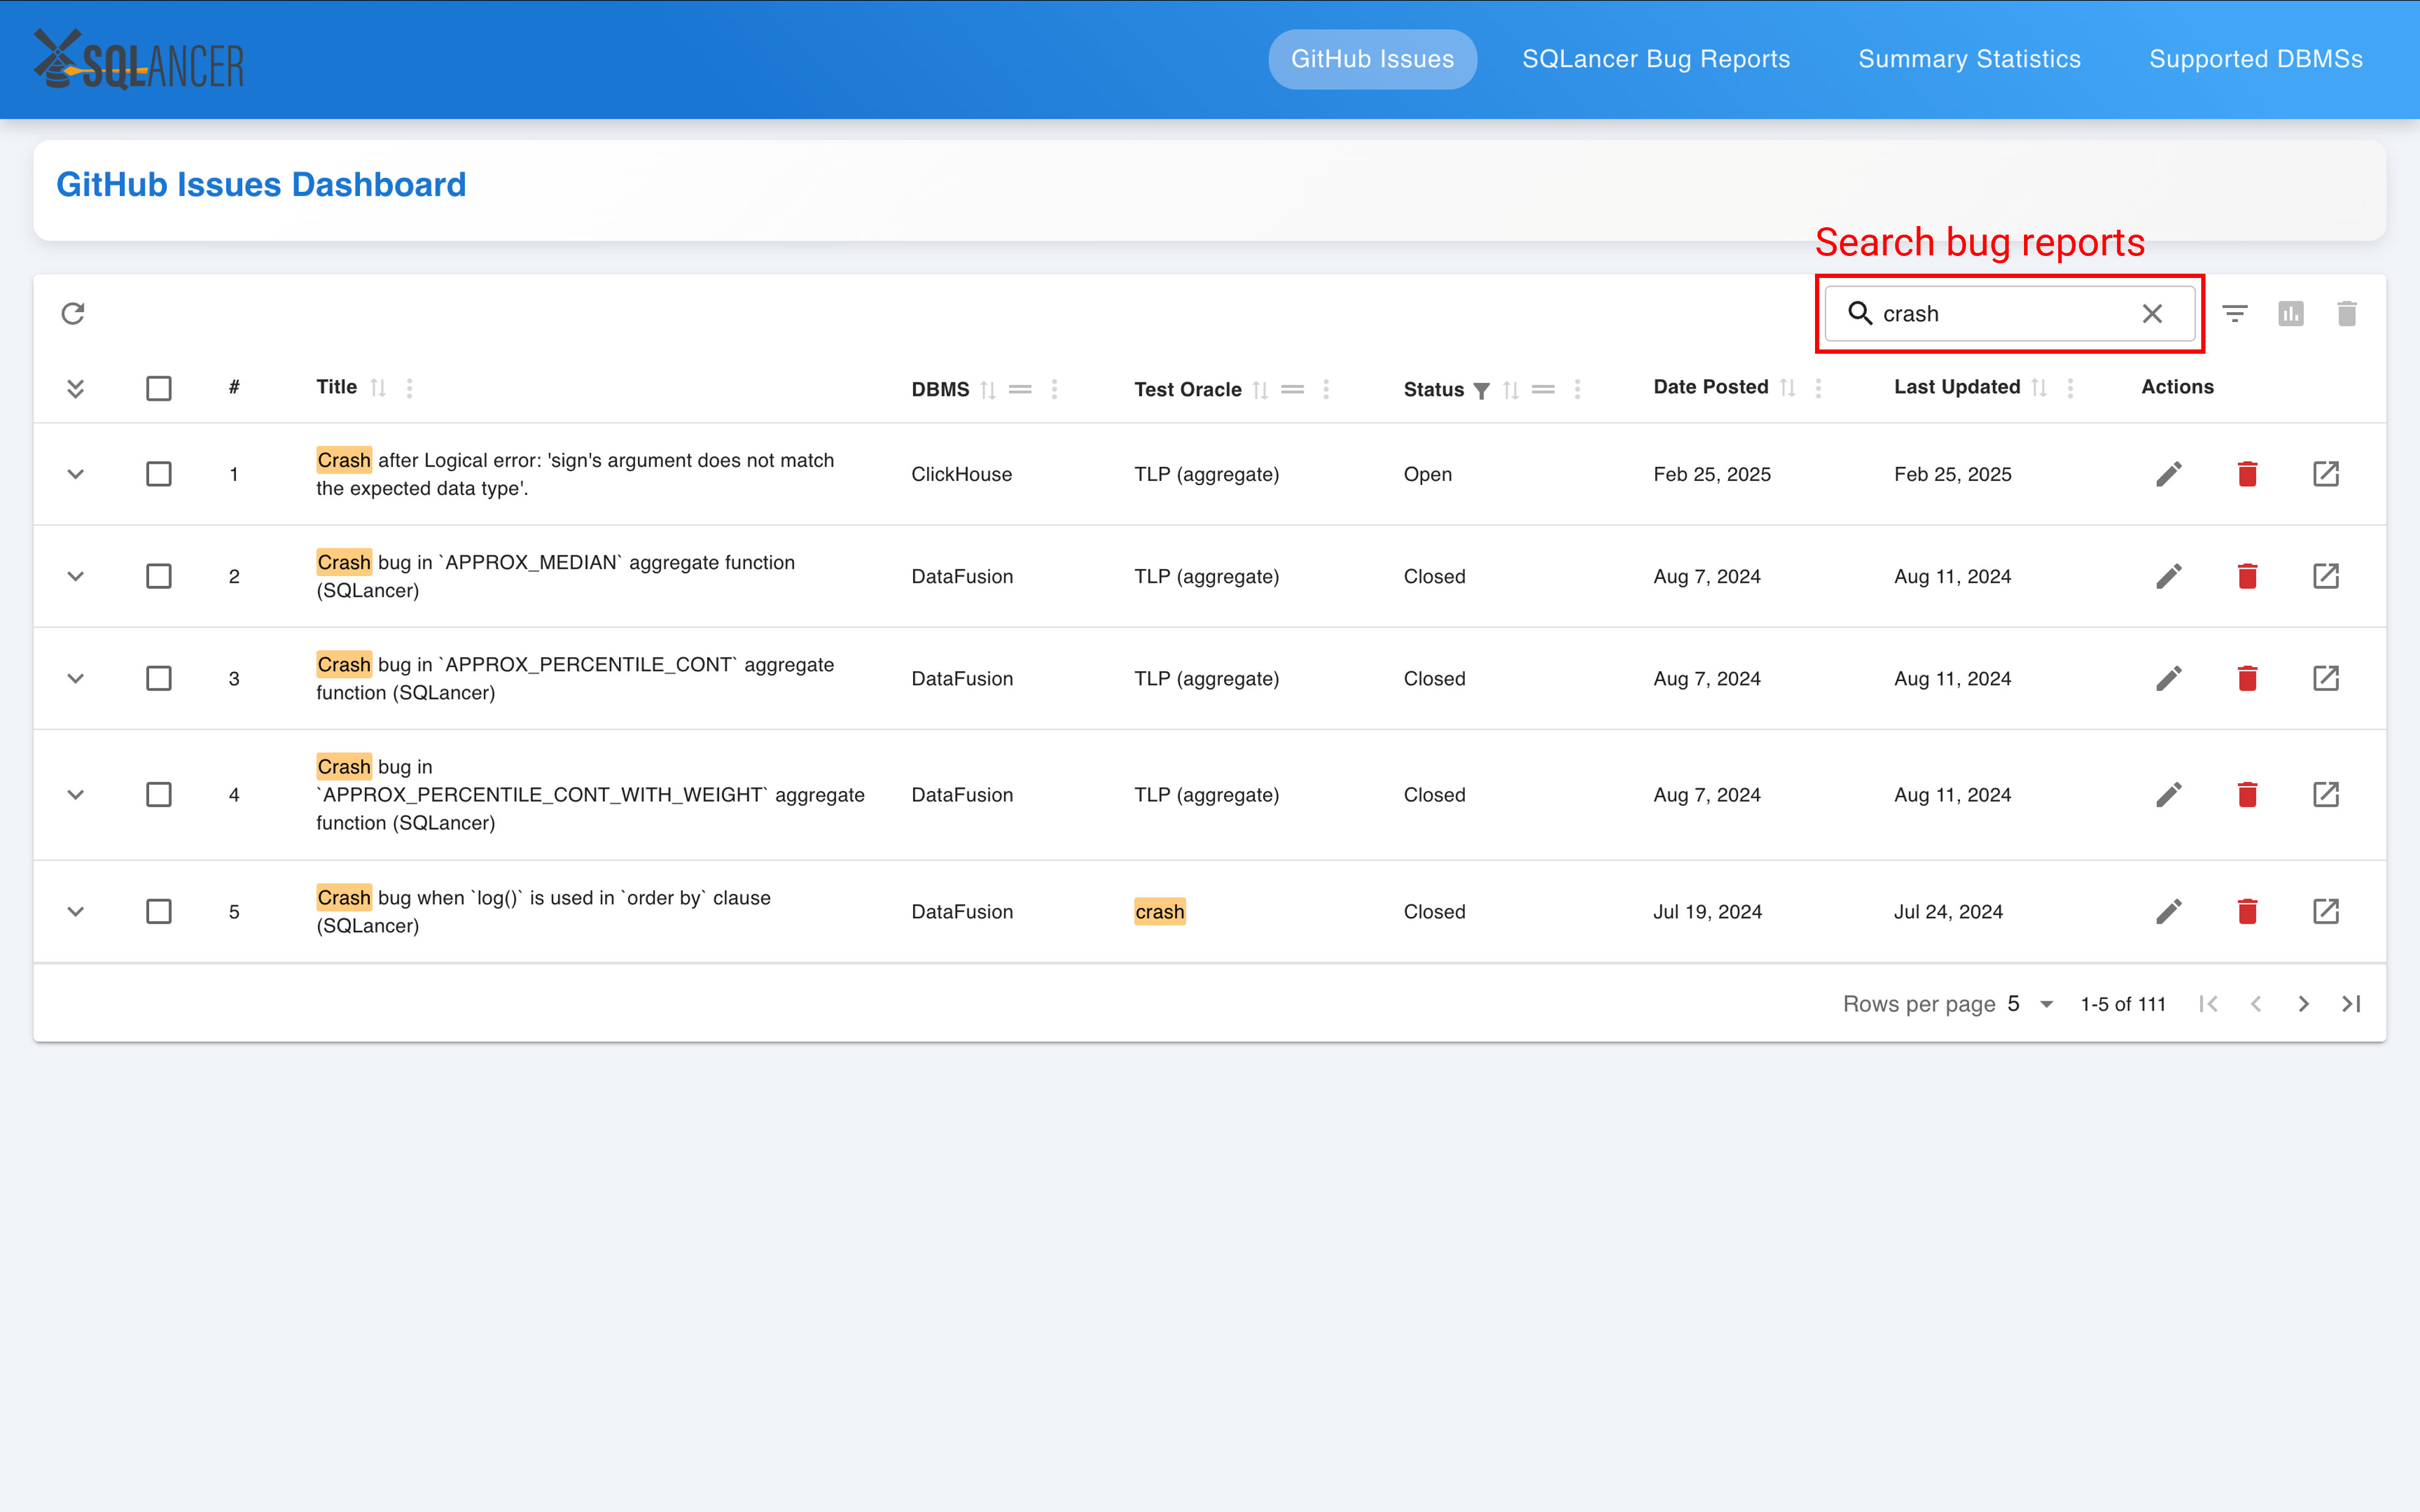 SQLANCER
GitHub Issues
SQLancer Bug Reports
Summary Statistics
Supported DBMSs
GitHub Issues Dashboard
Search bug reports
crash
#
Title
DBMS
Test Oracle
Status
Date Posted
Last Updated
Actions
1
Crash after Logical error: 'sign's argument does not match
the expected data type'.
ClickHouse
TLP (aggregate)
Open
Feb 25, 2025
Feb 25, 2025
2
Crash bug in `APPROX_MEDIAN` aggregate function
(SQLancer)
DataFusion
TLP (aggregate)
Closed
Aug 7, 2024
Aug 11, 2024
3
Crash bug in `APPROX_PERCENTILE_CONT` aggregate
function (SQLancer)
DataFusion
TLP (aggregate)
Closed
Aug 7, 2024
Aug 11, 2024
4
Crash bug in
`APPROX_PERCENTILE_CONT_WITH_WEIGHT` aggregate
function (SQLancer)
DataFusion
TLP (aggregate)
Closed
Aug 7, 2024
Aug 11, 2024
5
Crash bug when `log()` is used in `order by` clause
(SQLancer)
DataFusion
crash
Closed
Jul 19, 2024
Jul 24, 2024
Rows per page 5
1-5 of 111